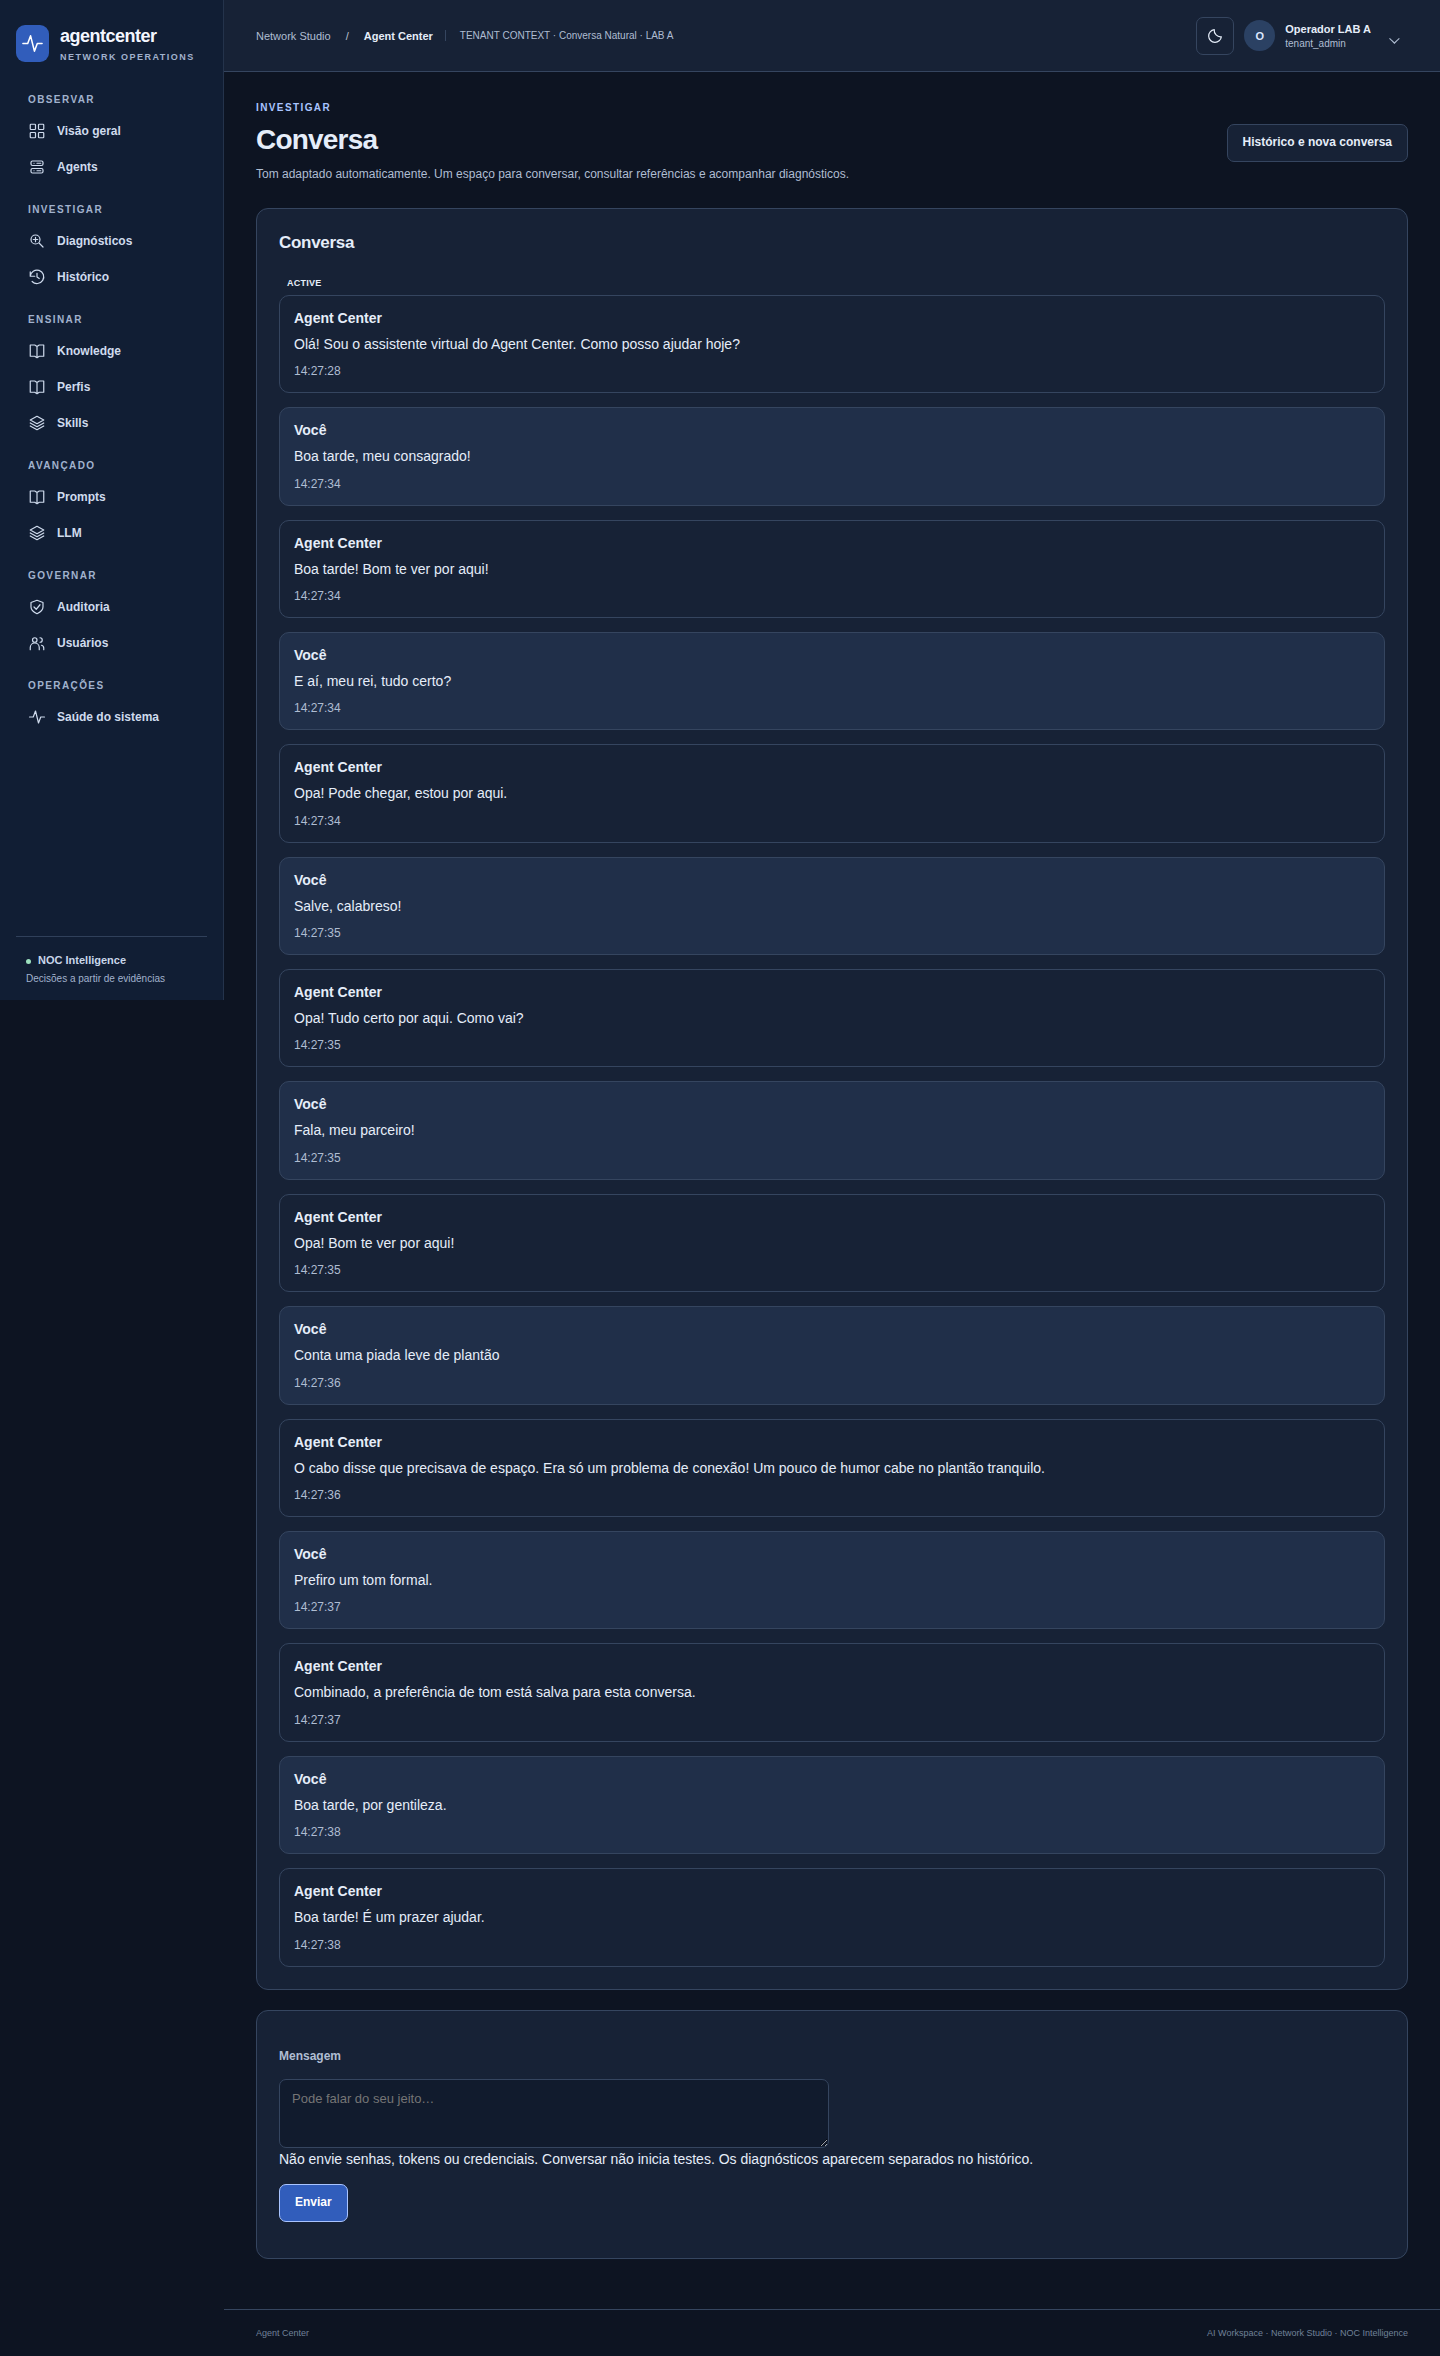 agentcenter
NETWORK OPERATIONS
OBSERVAR
Visão geral
Agents
INVESTIGAR
Diagnósticos
Histórico
ENSINAR
Knowledge
Perfis
Skills
AVANÇADO
Prompts
LLM
GOVERNAR
Auditoria
Usuários
OPERAÇÕES
Saúde do sistema
NOC Intelligence
Decisões a partir de evidências
Network Studio / Agent Center TENANT CONTEXT · Conversa Natural · LAB A
O
Operador LAB A
tenant_admin
INVESTIGAR
Conversa
Histórico e nova conversa
Tom adaptado automaticamente. Um espaço para conversar, consultar referências e acompanhar diagnósticos.
Conversa
ACTIVE
Agent Center
Olá! Sou o assistente virtual do Agent Center. Como posso ajudar hoje?
14:27:28
Você
Boa tarde, meu consagrado!
14:27:34
Agent Center
Boa tarde! Bom te ver por aqui!
14:27:34
Você
E aí, meu rei, tudo certo?
14:27:34
Agent Center
Opa! Pode chegar, estou por aqui.
14:27:34
Você
Salve, calabreso!
14:27:35
Agent Center
Opa! Tudo certo por aqui. Como vai?
14:27:35
Você
Fala, meu parceiro!
14:27:35
Agent Center
Opa! Bom te ver por aqui!
14:27:35
Você
Conta uma piada leve de plantão
14:27:36
Agent Center
O cabo disse que precisava de espaço. Era só um problema de conexão! Um pouco de humor cabe no plantão tranquilo.
14:27:36
Você
Prefiro um tom formal.
14:27:37
Agent Center
Combinado, a preferência de tom está salva para esta conversa.
14:27:37
Você
Boa tarde, por gentileza.
14:27:38
Agent Center
Boa tarde! É um prazer ajudar.
14:27:38
Mensagem
Pode falar do seu jeito…
Não envie senhas, tokens ou credenciais. Conversar não inicia testes. Os diagnósticos aparecem separados no histórico.
Enviar
Agent Center
AI Workspace · Network Studio · NOC Intelligence